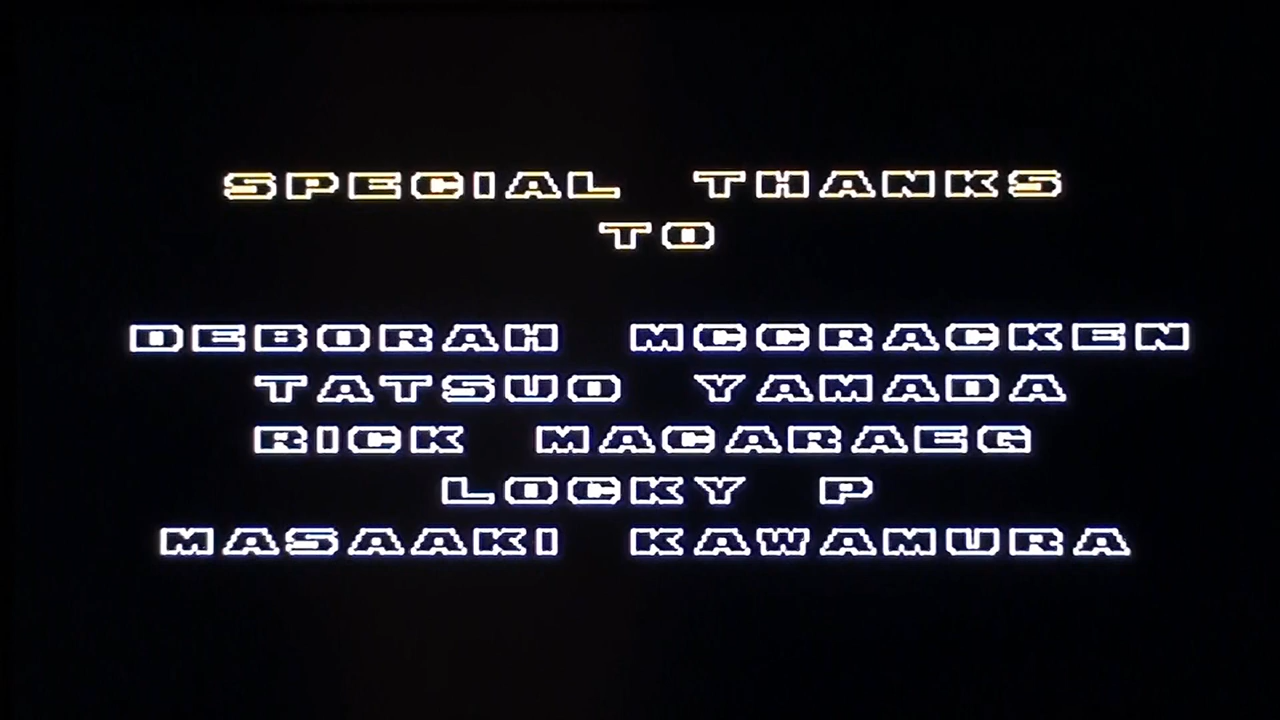 SPECIAL THANKS
TO
DEBORAH MCCRACKEN
TATSUO YAMADA
RICK MACARAEG
LOCKY P
MASAAKI KAWAMURA